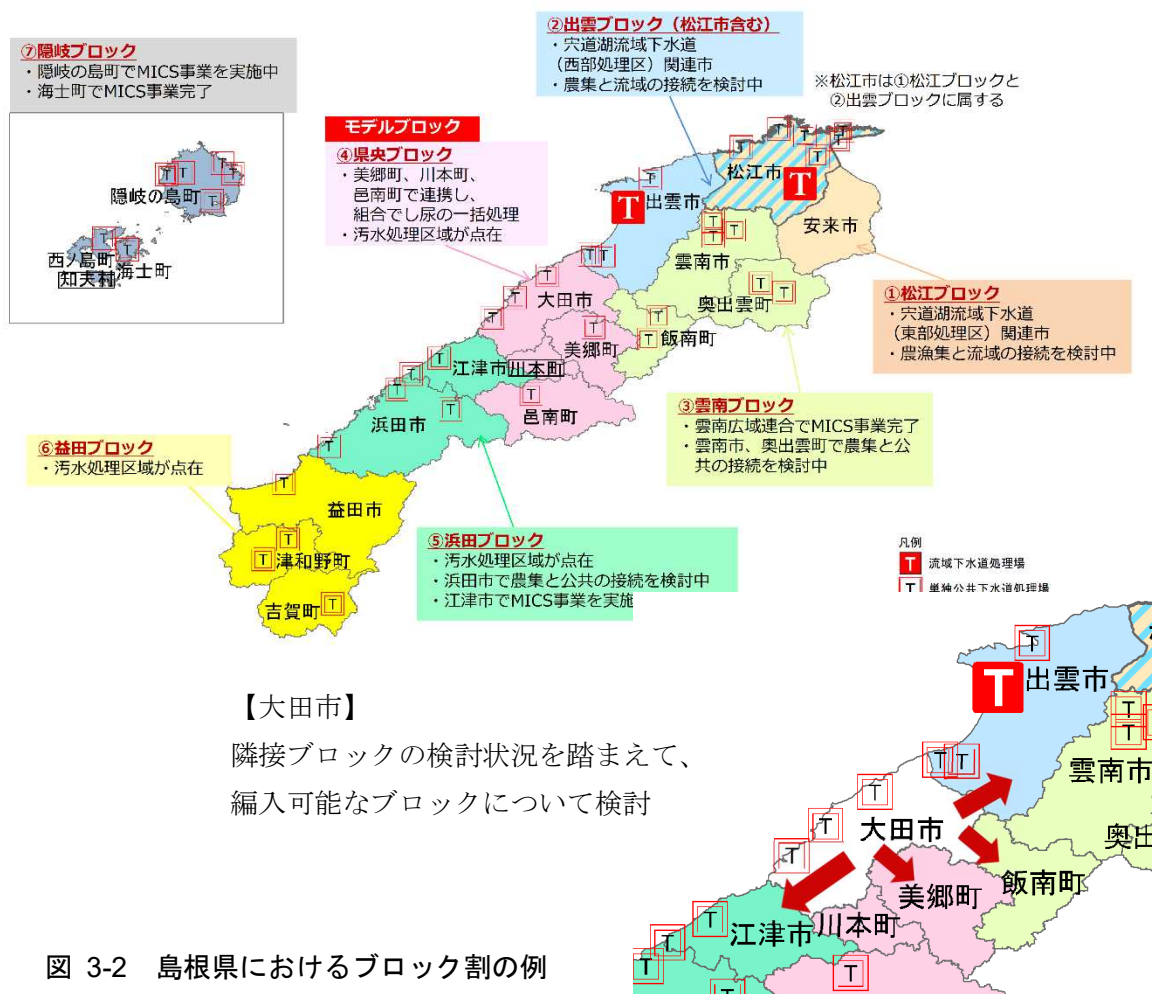 ⑦隠岐ブロック
・隠岐の島町でMICS事業を実施中
・海士町でMICS事業完了
②出雲ブロック（松江市含む）
・宍道湖流域下水道
（西部処理区）関連市
・農集と流域の接続を検討中
※松江市は①松江ブロックと
②出雲ブロックに属する
モデルブロック
④県央ブロック
・美郷町、川本町、
邑南町で連携し、
組合でし尿の一括処理
・汚水処理区域が点在
隠岐の島町
西ノ島町
海士町
知夫村
松江市
T
出雲市
T
安来市
雲南市
奥出雲町
飯南町
大田市
美郷町
川本町
江津市
邑南町
浜田市
益田市
津和野町
吉賀町
①松江ブロック
・宍道湖流域下水道
（東部処理区）関連市
・農漁集と流域の接続を検討中
③雲南ブロック
・雲南広域連合でMICS事業完了
・雲南市、奥出雲町で農集と公
共の接続を検討中
⑥益田ブロック
・汚水処理区域が点在
⑤浜田ブロック
・汚水処理区域が点在
・浜田市で農集と公共の接続を検討中
・江津市でMICS事業を実施
凡例
T 流域下水道処理場
T 単独公共下水道処理場
【大田市】
隣接ブロックの検討状況を踏まえて、
編入可能なブロックについて検討
T
出雲市
雲南市
奥出
大田市
飯南町
美郷町
川本町
江津市
図 3-2 島根県におけるブロック割の例